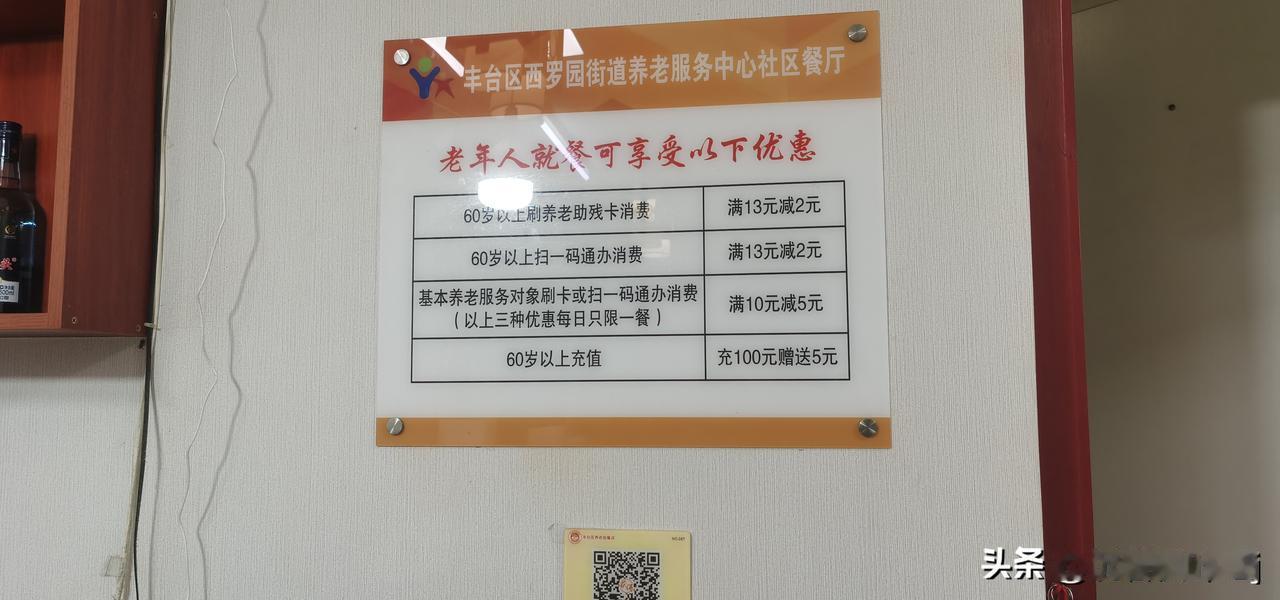 丰台区西罗园街道养老服务中心社区餐厅
老年人就餐可享受以下优惠
60岁以上刷养老助残卡消费 满13元减2元
60岁以上扫一码通办消费 满13元减2元
基本养老服务对象刷卡或扫一码通办消费
（以上三种优惠每日只限一餐） 满10元减5元
60岁以上充值 充100元赠送5元
头条